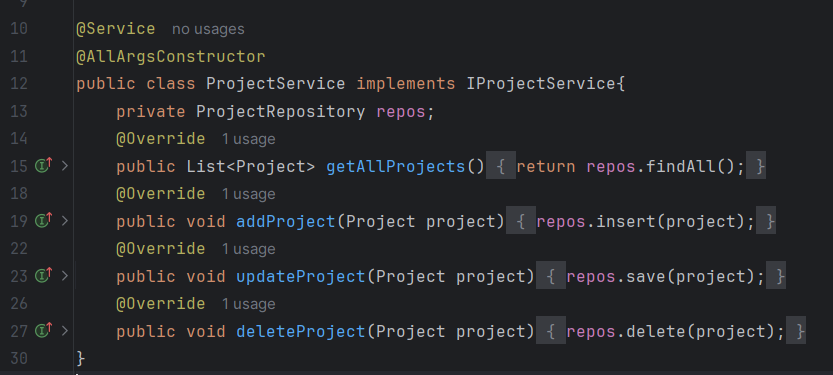 9
10 @Service no usages
11 @AllArgsConstructor
12 public class ProjectService implements IProjectService{
13 private ProjectRepository repos;
14 @Override 1 usage
15 public List<Project> getAllProjects() { return repos.findAll(); }
18 @Override 1 usage
19 public void addProject(Project project) { repos.insert(project); }
22 @Override 1 usage
23 public void updateProject(Project project) { repos.save(project); }
26 @Override 1 usage
27 public void deleteProject(Project project) { repos.delete(project); }
30 }